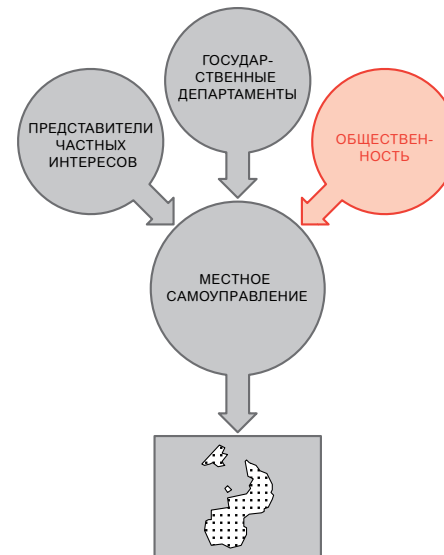 ГОСУДАР-
СТВЕННЫЕ
ДЕПАРТАМЕНТЫ
ПРЕДСТАВИТЕЛИ
ЧАСТНЫХ
ИНТЕРЕСОВ
ОБЩЕСТВЕН-
НОСТЬ
МЕСТНОЕ
САМОУПРАВЛЕНИЕ